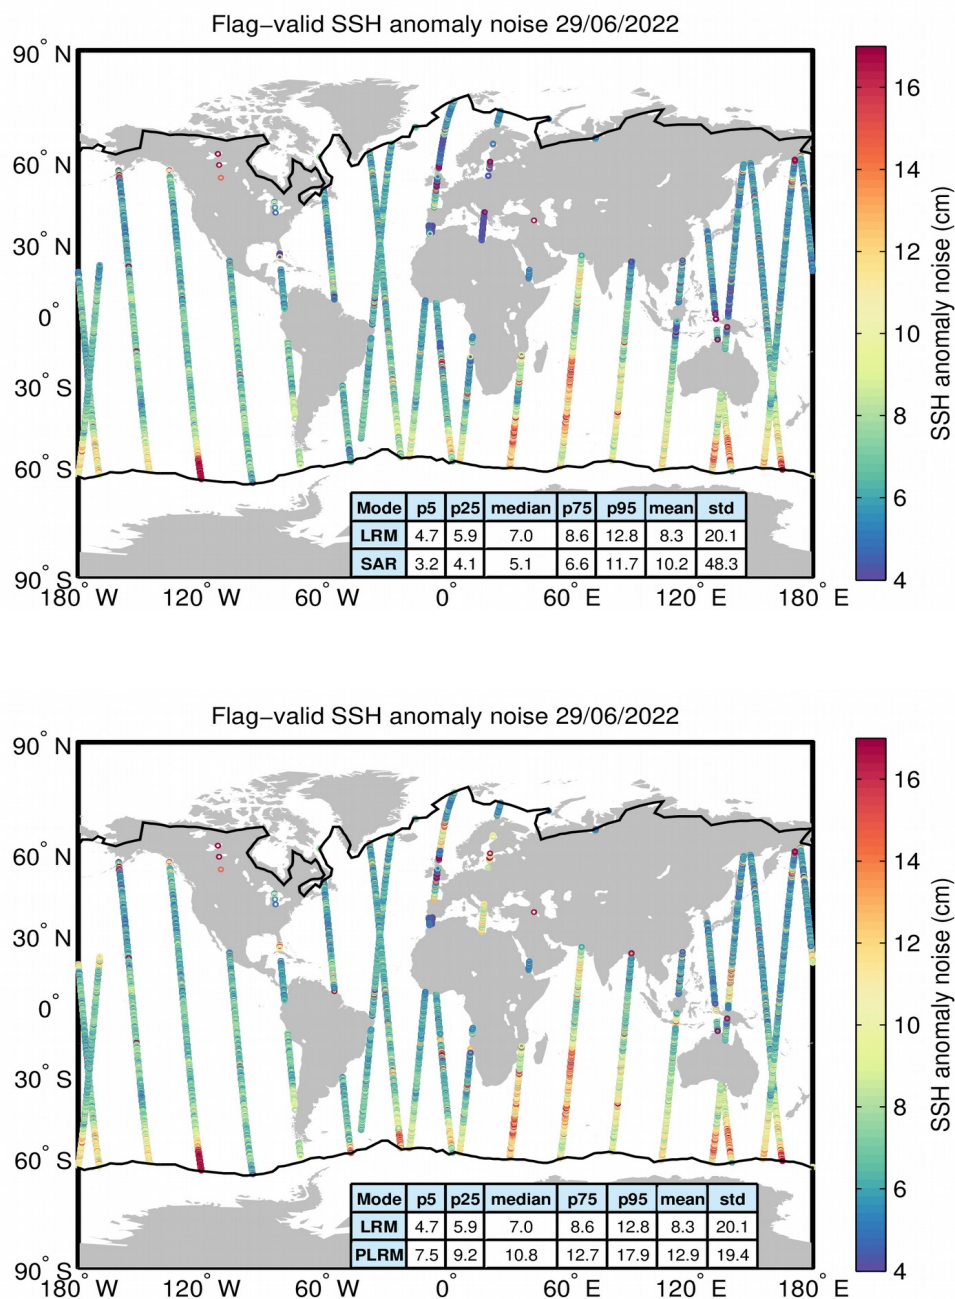 Flag−valid SSH anomaly noise 29/06/2022
90° N
60° N
30° N
0°
30° S
60° S
90° S
180° W 120° W 60° W 0° 60° E 120° E 180° E
Mode p5 p25 median p75 p95 mean std
LRM 4.7 5.9 7.0 8.6 12.8 8.3 20.1
SAR 3.2 4.1 5.1 6.6 11.7 10.2 48.3
16
14
12
10
8
6
4
SSH anomaly noise (cm)
Flag−valid SSH anomaly noise 29/06/2022
90° N
60° N
30° N
0°
30° S
60° S
90° S
180° W 120° W 60° W 0° 60° E 120° E 180° E
Mode p5 p25 median p75 p95 mean std
LRM 4.7 5.9 7.0 8.6 12.8 8.3 20.1
PLRM 7.5 9.2 10.8 12.7 17.9 12.9 19.4
16
14
12
10
8
6
4
SSH anomaly noise (cm)